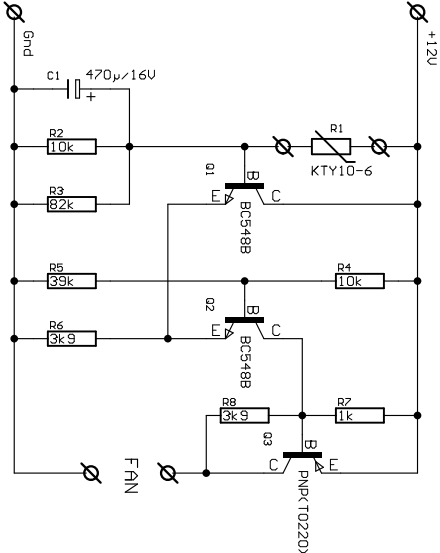 Gnd
+12V
C1 470µ/16V
+
R2
10k
R1
KTY10-6
R3
82k
Q1
B
E C
BC548B
R5
39k
R4
10k
Q2
B
E C
BC548B
R6
3k9
R8
3k9
R7
1k
Q3
B
C E
PNP(TO220)
FAN